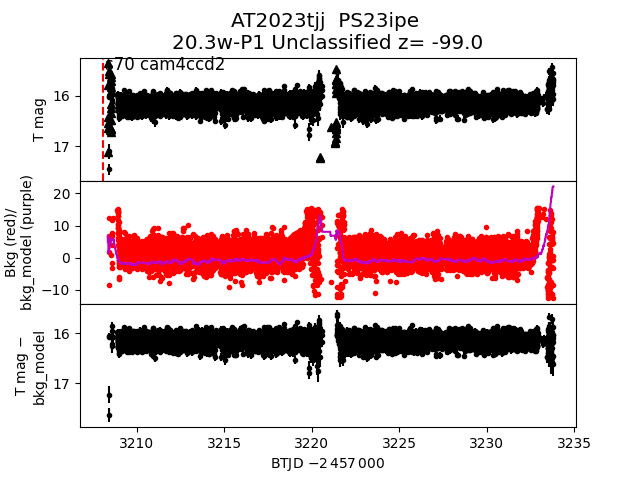 AT2023tjj  PS23ipe
20.3w-P1 Unclassified z= -99.0
70 cam4ccd2
T mag
16
17
Bkg (red)/
bkg_model (purple)
20
10
0
−10
T mag −
bkg_model
16
17
3210
3215
3220
3225
3230
3235
BTJD −2 457 000